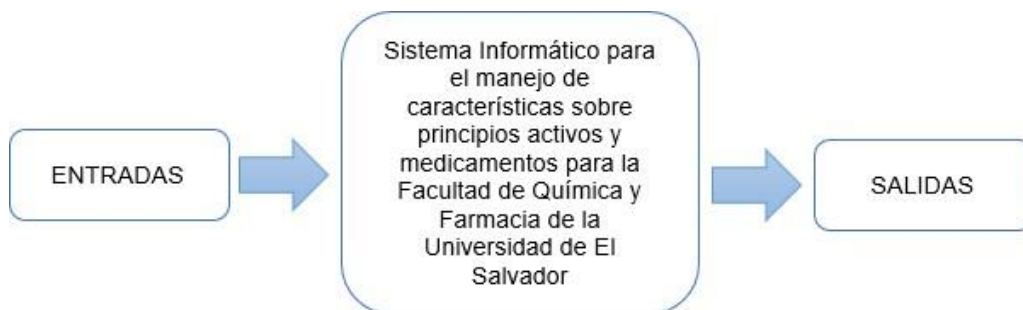 ENTRADAS
Sistema Informático para
el manejo de
características sobre
principios activos y
medicamentos para la
Facultad de Química y
Farmacia de la
Universidad de El
Salvador
SALIDAS